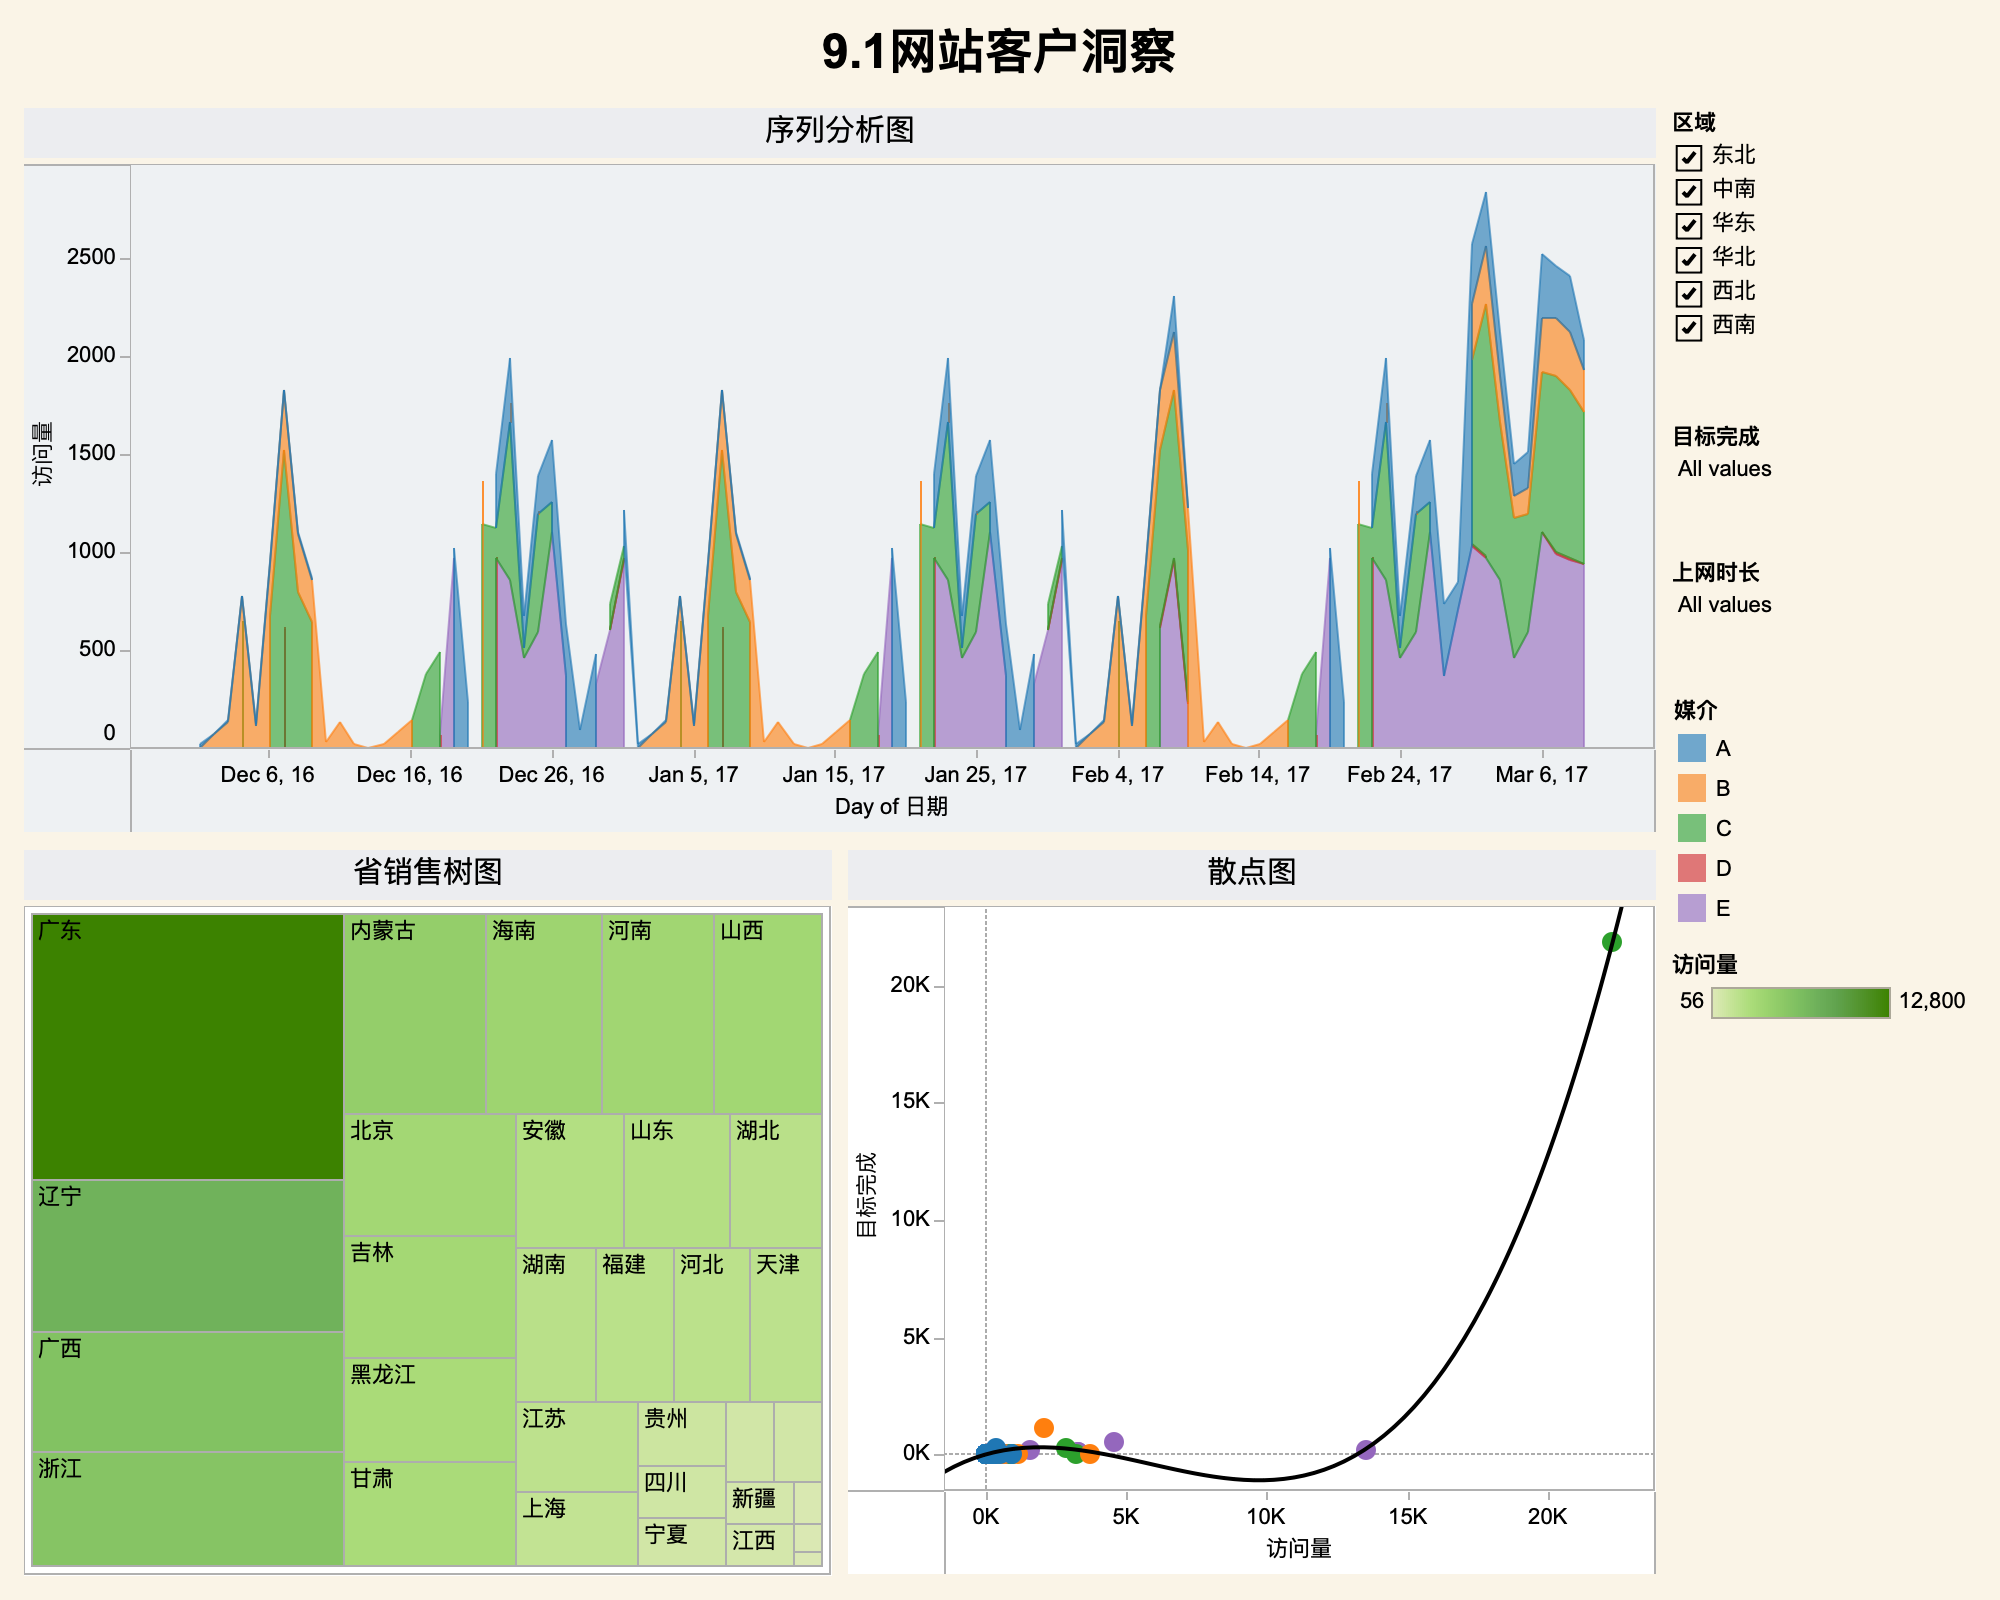 9.1网站客户洞察
序列分析图
访问量
2500
2000
1500
1000
500
0
Dec 6, 16
Dec 16, 16
Dec 26, 16
Jan 5, 17
Jan 15, 17
Jan 25, 17
Feb 4, 17
Feb 14, 17
Feb 24, 17
Mar 6, 17
Day of 日期
区域
东北
中南
华东
华北
西北
西南
目标完成
All values
上网时长
All values
媒介
A
B
C
D
E
访问量
56
12,800
省销售树图
广东
辽宁
广西
浙江
内蒙古
海南
河南
山西
北京
吉林
黑龙江
甘肃
安徽
山东
湖北
湖南
福建
河北
天津
江苏
上海
贵州
四川
宁夏
新疆
江西
散点图
目标完成
20K
15K
10K
5K
0K
0K
5K
10K
15K
20K
访问量